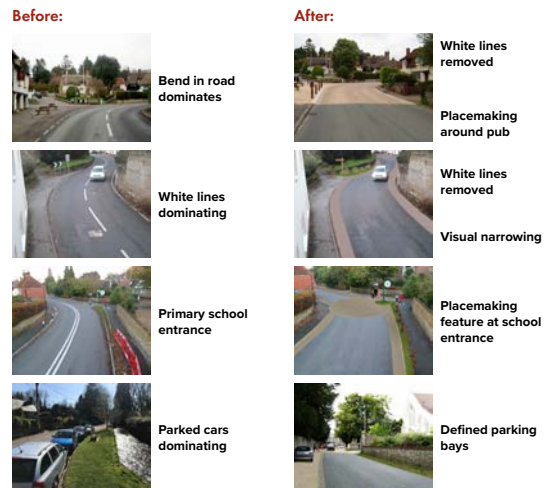 Before:
After:
Bend in road
dominates
White lines
removed
Placemaking
around pub
White lines
dominating
White lines
removed
Visual narrowing
Primary school
entrance
Placemaking
feature at school
entrance
Parked cars
dominating
Defined parking
bays